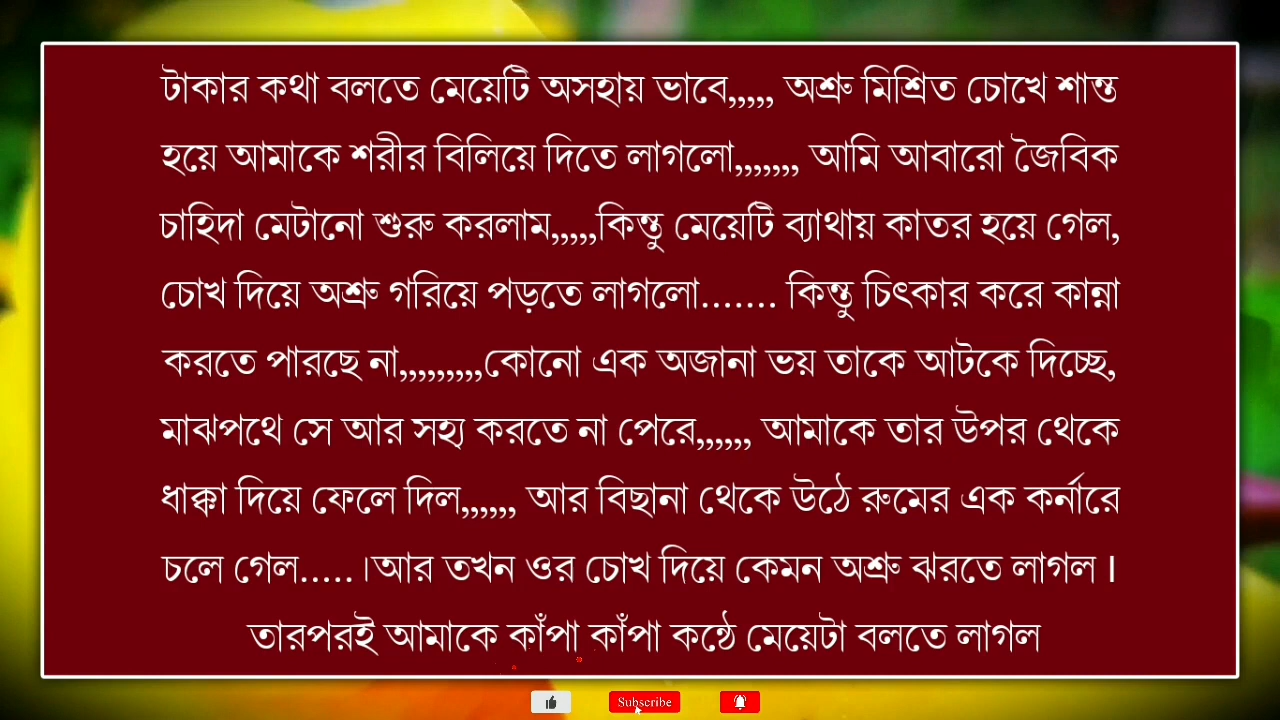 টাকার কথা বলতে মেয়েটি অসহায় ভাবে,,,,, অশ্রু মিশ্রিত চোখে শান্ত
হয়ে আমাকে শরীর বিলিয়ে দিতে লাগলো,,,,,,, আমি আবারো জৈবিক
চাহিদা মেটানো শুরু করলাম,,,,,কিন্তু মেয়েটি ব্যাথায় কাতর হয়ে গেল,
চোখ দিয়ে অশ্রু গরিয়ে পড়তে লাগলো....... কিন্তু চিৎকার করে কান্না
করতে পারছে না,,,,,,,,,কোনো এক অজানা ভয় তাকে আটকে দিচ্ছে,
মাঝপথে সে আর সহ্য করতে না পেরে,,,,,, আমাকে তার উপর থেকে
ধাক্কা দিয়ে ফেলে দিল,,,,,, আর বিছানা থেকে উঠে রুমের এক কর্নারে
চলে গেল.....।আর তখন ওর চোখ দিয়ে কেমন অশ্রু ঝরতে লাগল।
তারপরই আমাকে কাঁপা কাঁপা কন্ঠে মেয়েটা বলতে লাগল
Subscribe